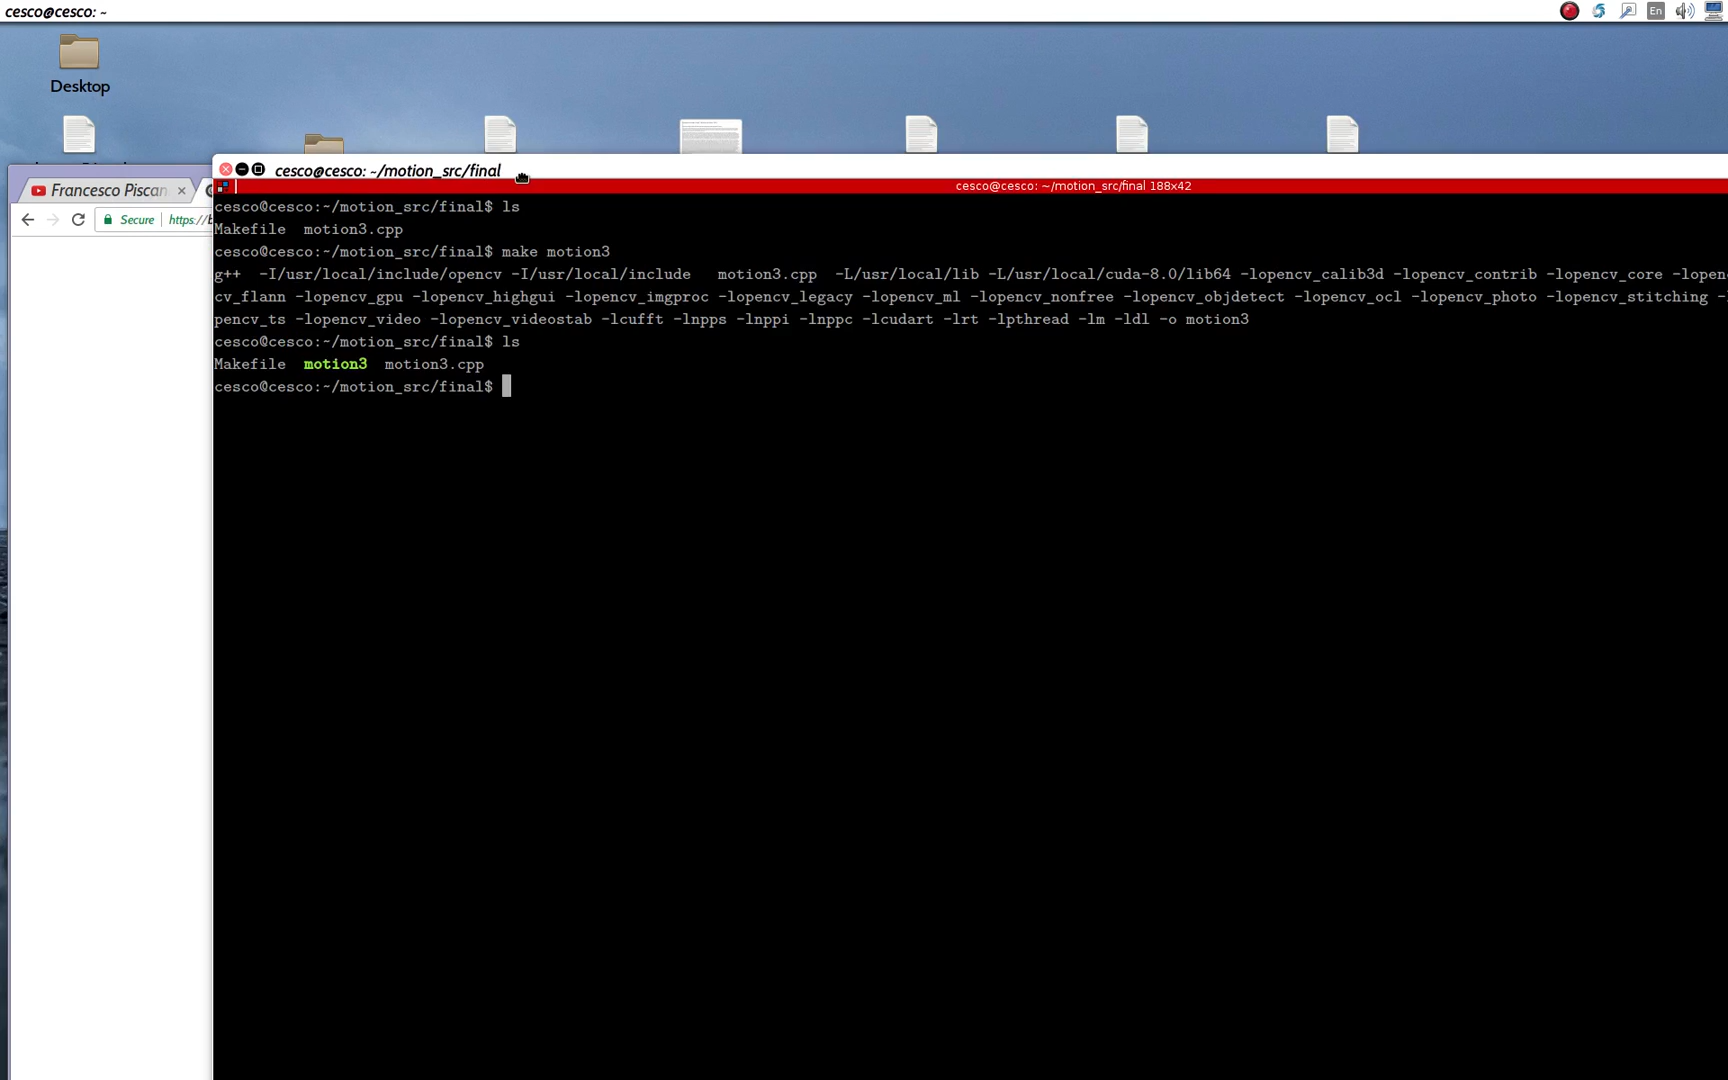 cesco@cesco: ~
En
Desktop
cesco@cesco: ~/motion_src/final
Francesco Piscan
cesco@cesco: ~/motion_src/final 188x42
Secure https://b
cesco@cesco:~/motion_src/final$ ls
Makefile motion3.cpp
cesco@cesco:~/motion_src/final$ make motion3
g++ -I/usr/local/include/opencv -I/usr/local/include motion3.cpp -L/usr/local/lib -L/usr/local/cuda-8.0/lib64 -lopencv_calib3d -lopencv_contrib -lopencv_core -lopen
cv_flann -lopencv_gpu -lopencv_highgui -lopencv_imgproc -lopencv_legacy -lopencv_ml -lopencv_nonfree -lopencv_objdetect -lopencv_ocl -lopencv_photo -lopencv_stitching -
pencv_ts -lopencv_video -lopencv_videostab -lcufft -lnpps -lnppi -lnppc -lcudart -lrt -lpthread -lm -ldl -o motion3
cesco@cesco:~/motion_src/final$ ls
Makefile motion3 motion3.cpp
cesco@cesco:~/motion_src/final$